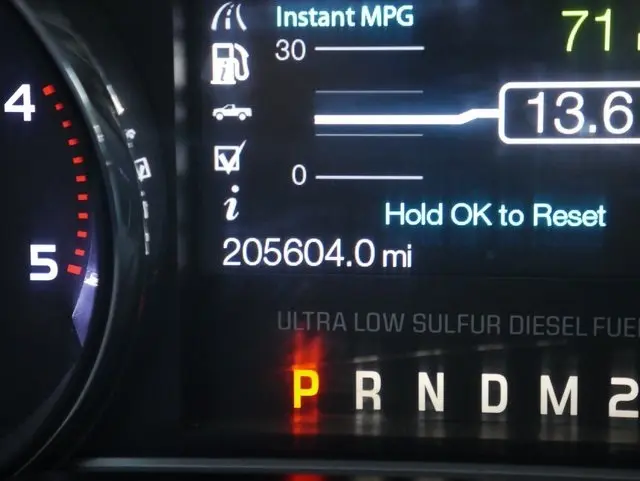 Instant MPG
71
30
4
13.6
0
Hold OK to Reset
5
205604.0 mi
ULTRA LOW SULFUR DIESEL
P R N D M 2